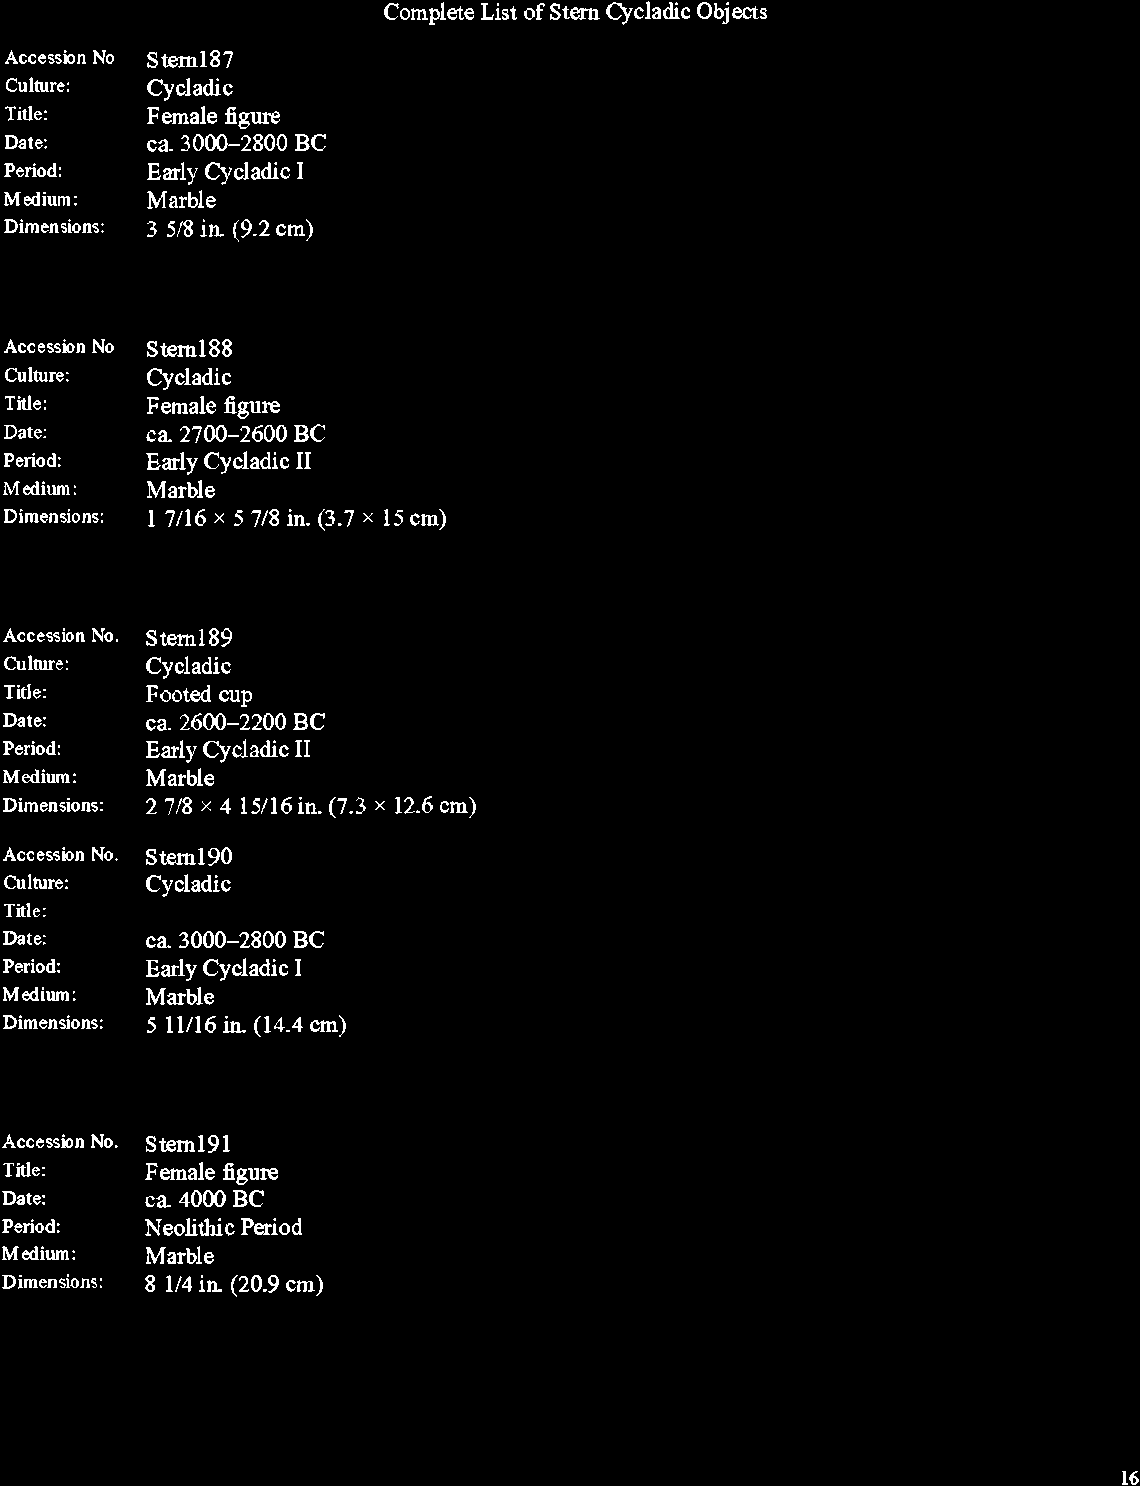 Complete List of Stern Cycladic Objects
Accession No Stern187
Culture: Cycladic
Title: Female figure
Date: ca. 3000–2800 BC
Period: Early Cycladic I
Medium: Marble
Dimensions: 3 5/8 in. (9.2 cm)
Accession No Stern188
Culture: Cycladic
Title: Female figure
Date: ca. 2700–2600 BC
Period: Early Cycladic II
Medium: Marble
Dimensions: 1 7/16 × 5 7/8 in. (3.7 × 15 cm)
Accession No. Stern189
Culture: Cycladic
Title: Footed cup
Date: ca. 2600–2200 BC
Period: Early Cycladic II
Medium: Marble
Dimensions: 2 7/8 × 4 15/16 in. (7.3 × 12.6 cm)
Accession No. Stern190
Culture: Cycladic
Title:
Date: ca. 3000–2800 BC
Period: Early Cycladic I
Medium: Marble
Dimensions: 5 11/16 in. (14.4 cm)
Accession No. Stern191
Title: Female figure
Date: ca. 4000 BC
Period: Neolithic Period
Medium: Marble
Dimensions: 8 1/4 in. (20.9 cm)
16